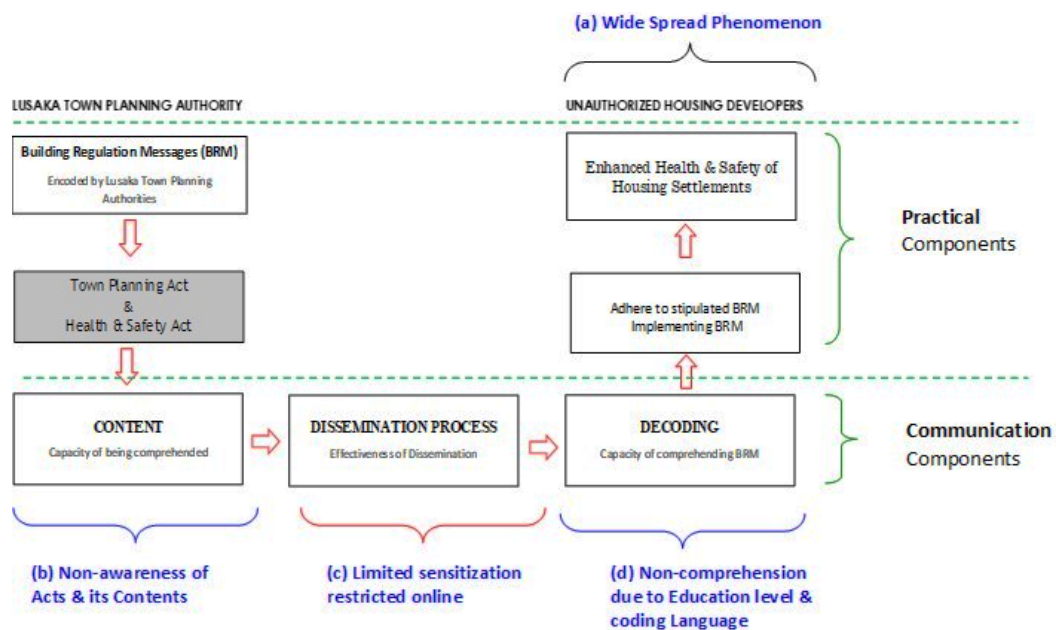 (a) Wide Spread Phenomenon
LUSAKA TOWN PLANNING AUTHORITY
UNAUTHORIZED HOUSING DEVELOPERS
Building Regulation Messages (BRM)
Encoded by Lusaka Town Planning
Authorities
Enhanced Health & Safety of
Housing Settlements
Practical
Components
Town Planning Act
&
Health & Safety Act
Adhere to stipulated BRM
Implementing BRM
CONTENT
Capacity of being comprehended
DISSEMINATION PROCESS
Effectiveness of Dissemination
DECODING
Capacity of comprehending BRM
Communication
Components
(b) Non-awareness of
Acts & its Contents
(c) Limited sensitization
restricted online
(d) Non-comprehension
due to Education level &
coding Language